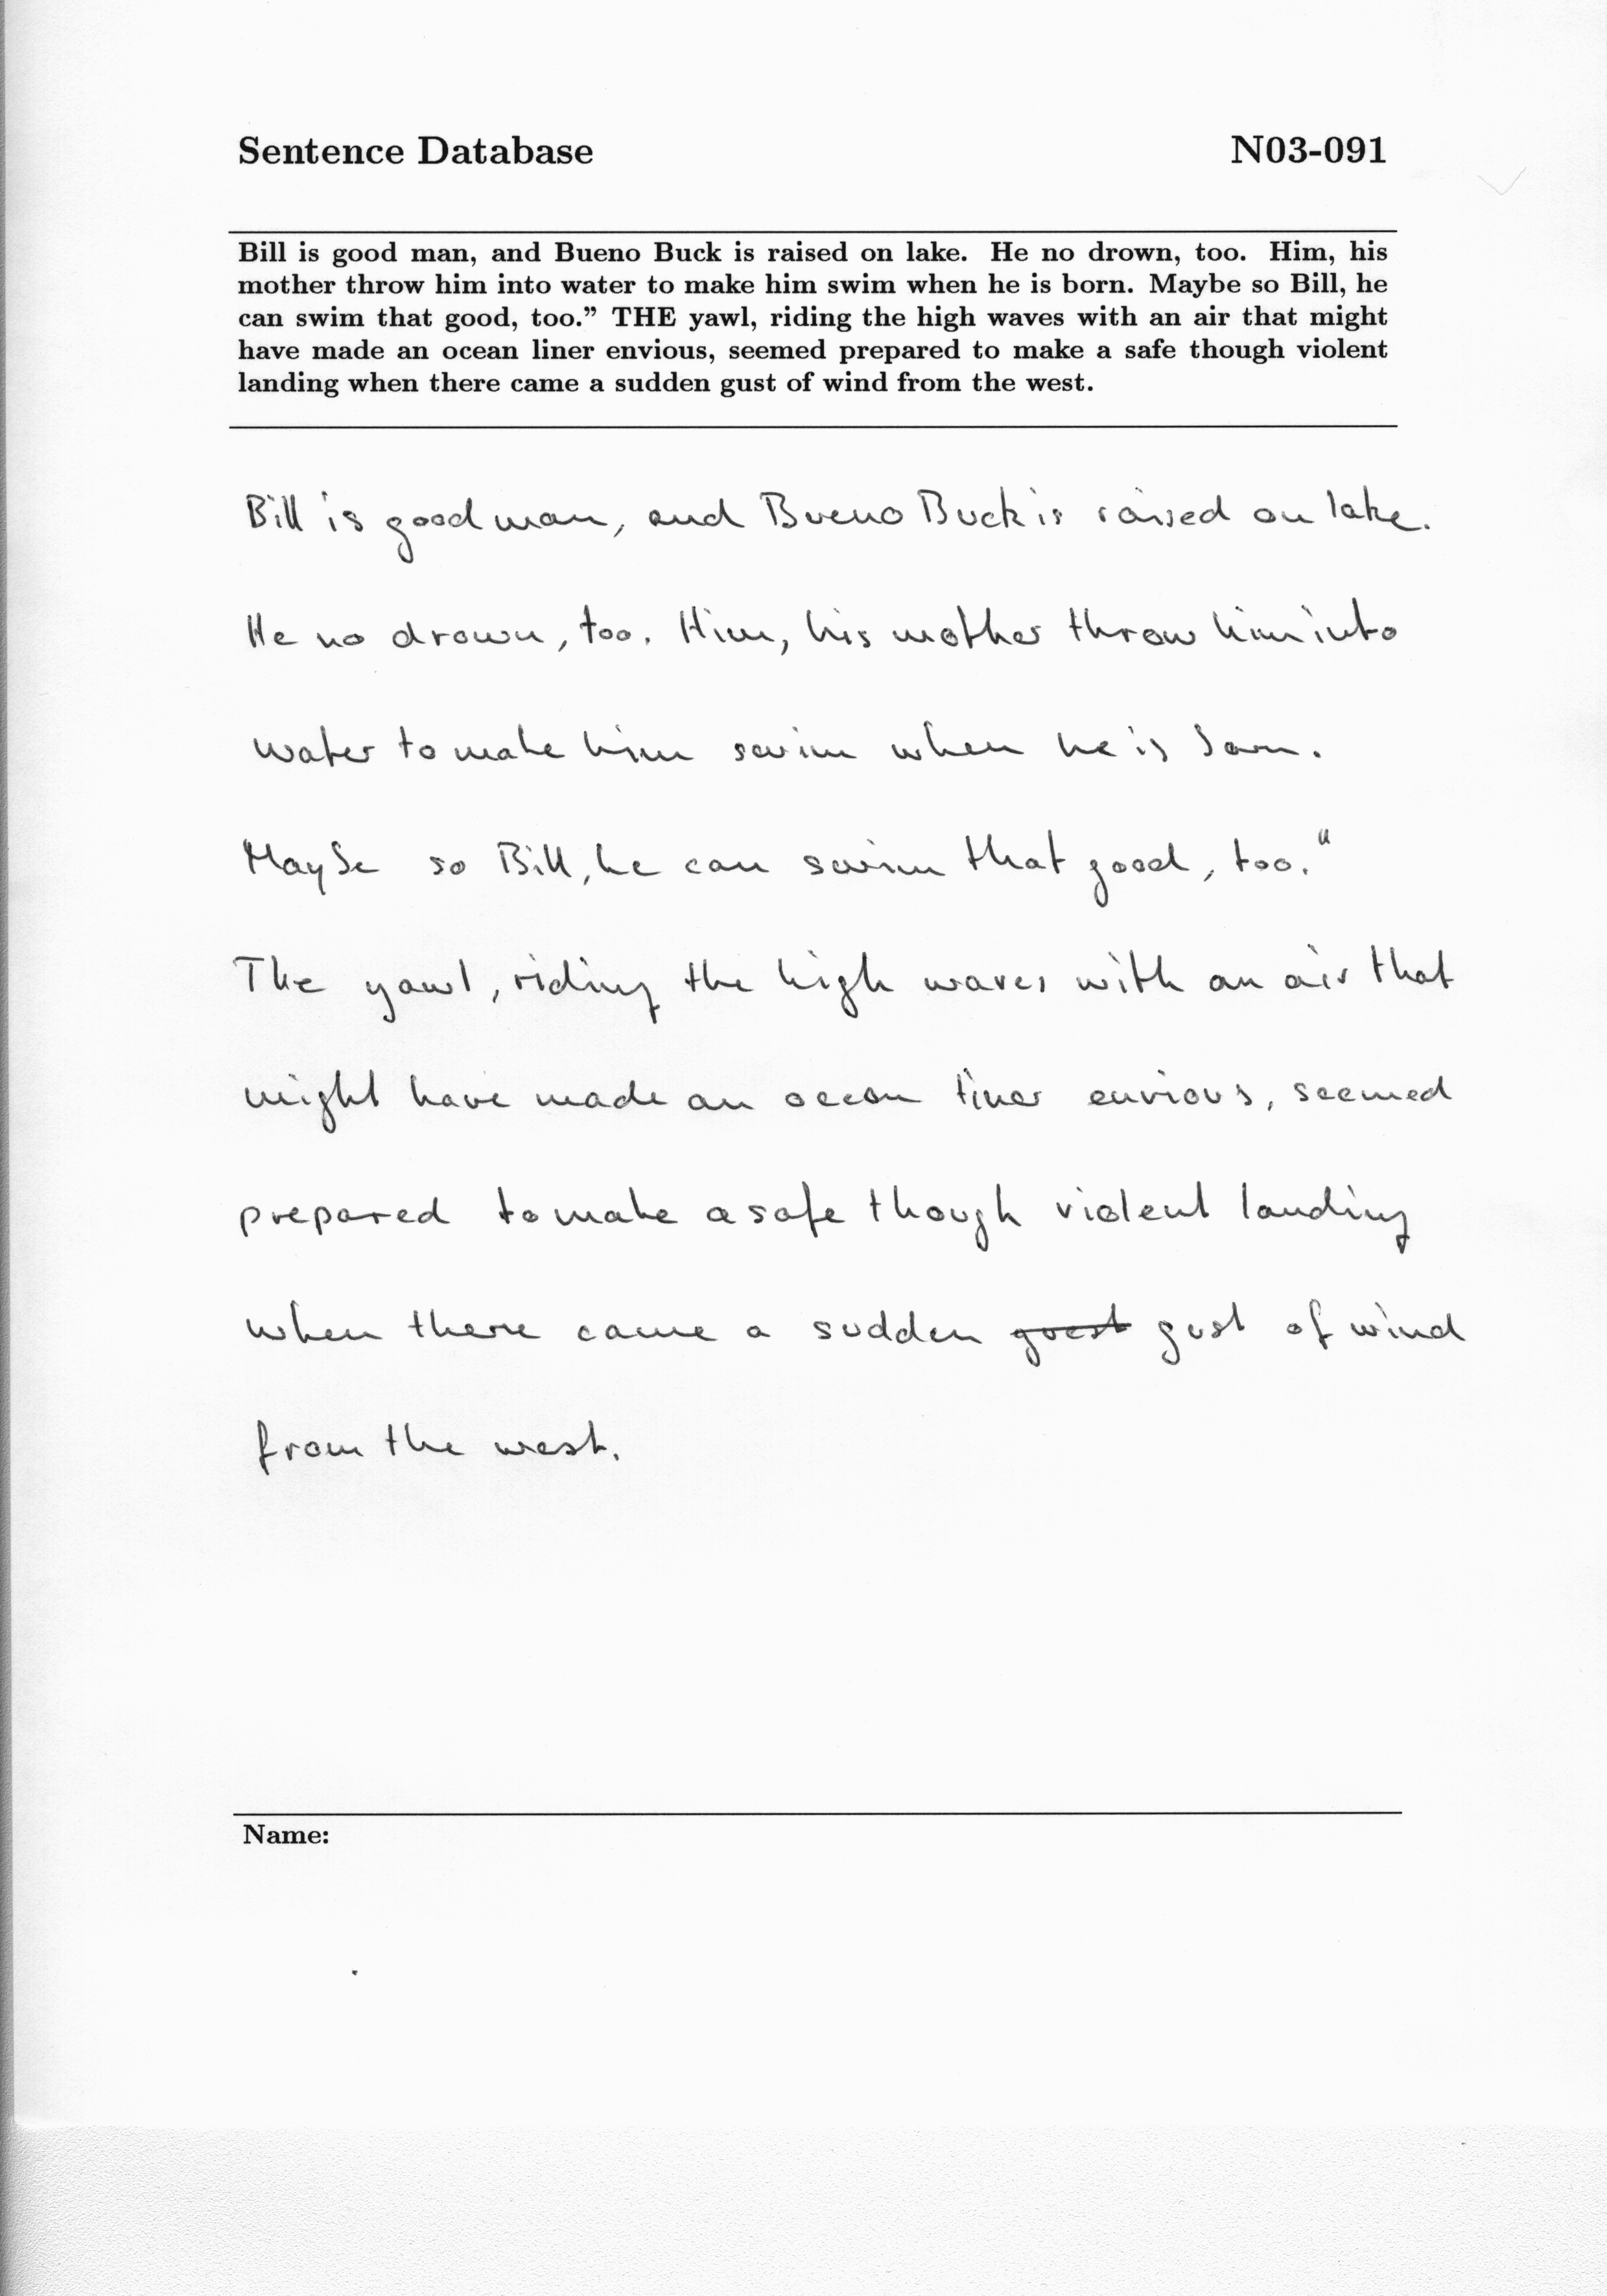 Sentence Database N03-091
Bill is good man, and Bueno Buck is raised on lake. He no drown, too. Him, his
mother throw him into water to make him swim when he is born. Maybe so Bill, he
can swim that good, too.” THE yawl, riding the high waves with an air that might
have made an ocean liner envious, seemed prepared to make a safe though violent
landing when there came a sudden gust of wind from the west.
Bill is good man, and Bueno Buck is raised on lake.
He no drown, too. Him, his mother throw him into
water to make him swim when he is born.
Maybe so Bill, he can swim that good, too."
The yawl, riding the high waves with an air that
might have made an ocean liner envious, seemed
prepared to make a safe though violent landing
when there came a sudden gust of wind
from the west.
Name: